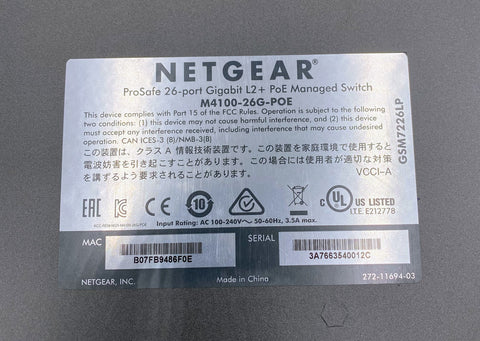 NETGEAR®
ProSafe 26-port Gigabit L2+ PoE Managed Switch
M4100-26G-POE
This device complies with Part 15 of the FCC Rules. Operation is subject to the following
two conditions: (1) this device may not cause harmful interference, and (2) this device
must accept any interference received, including interference that may cause undesired
operation. CAN ICES-3 (B)/NMB-3(B)
この装置は、クラス A 情報技術装置です。この装置を家庭環境で使用すると
電波妨害を引き起こすことがあります。この場合には使用者が適切な対策
を講ずるよう要求されることがあります。
VCCI-A
GSM7226LP
EAC
CE
10
UL
c
US LISTED
I.T.E. E212778
Input Rating: AC 100-240V~ 50-60Hz, 3.5A max.
MAC
B07FB9486F0E
SERIAL
3A7663540012C
NETGEAR, INC.
Made in China
272-11694-03